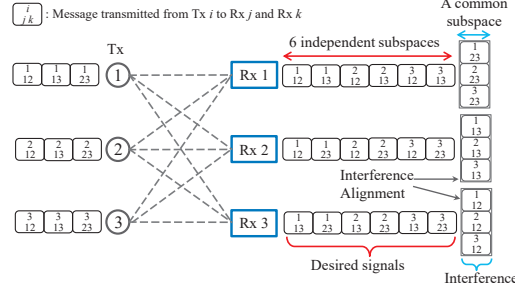 i
j k : Message transmitted from Tx i to Rx j and Rx k
A common
subspace
Tx
6 independent subspaces
1 1 1
12 13 23
1
Rx 1
1 1 2 2 3 3
12 13 12 13 12 13
1
23
2
23
3
23
2 2 2
12 13 23
2
Rx 2
1 1 2 2 3 3
12 23 12 23 12 23
1
13
2
13
3
13
Interference
Alignment
3 3 3
12 13 23
3
Rx 3
1 1 2 2 3 3
13 23 13 23 13 23
1
12
2
12
3
12
Desired signals
Interference